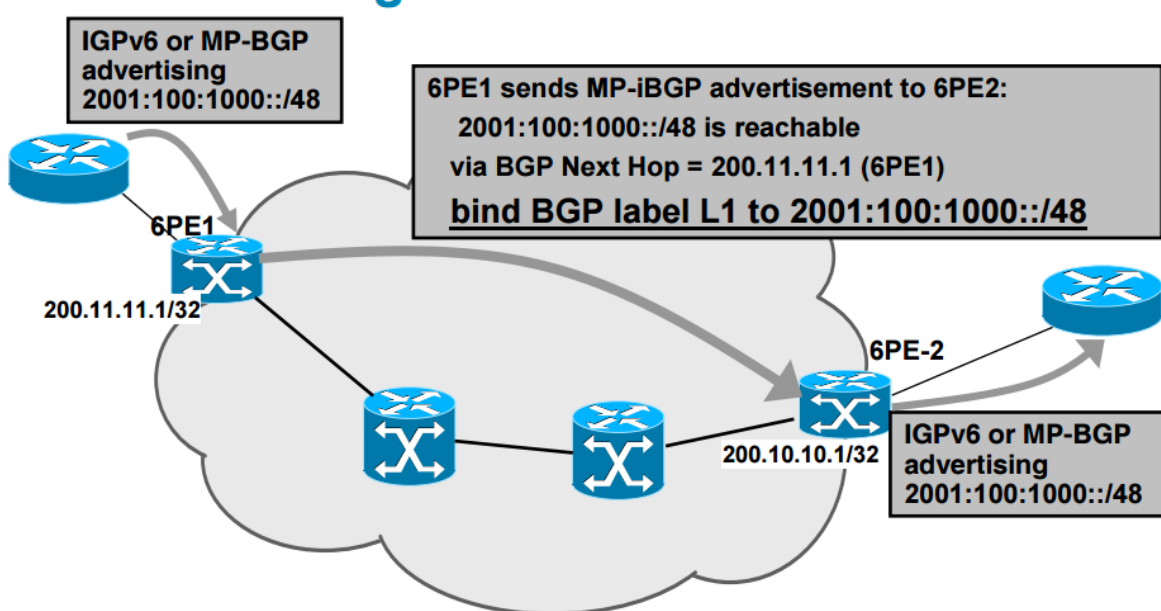 IGPv6 or MP-BGP
advertising
2001:100:1000::/48
6PE1 sends MP-iBGP advertisement to 6PE2:
2001:100:1000::/48 is reachable
via BGP Next Hop = 200.11.11.1 (6PE1)
bind BGP label L1 to 2001:100:1000::/48
6PE1
200.11.11.1/32
6PE-2
200.10.10.1/32
IGPv6 or MP-BGP
advertising
2001:100:1000::/48